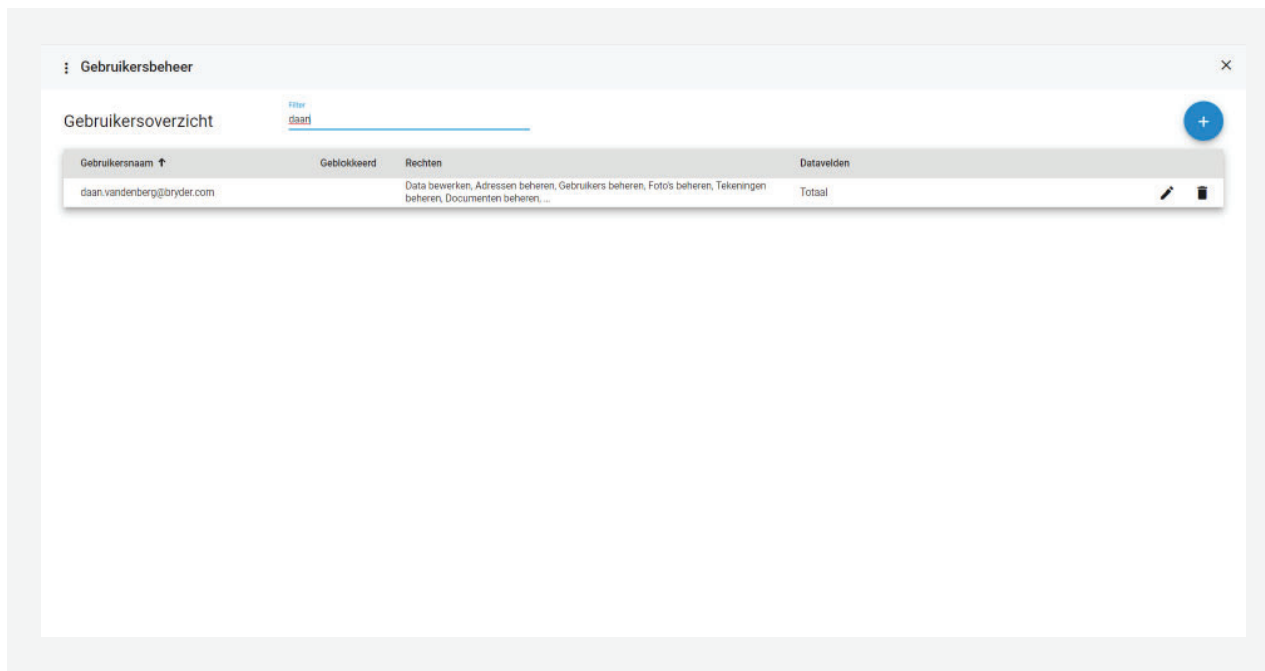 Gebruikersbeheer
Filter
Gebruikersoverzicht
daan
Gebruikersnaam ↑ Geblokkeerd Rechten Datavelden
daan.vandenberg@bryder.com Data bewerken, Adressen beheren, Gebruikers beheren, Foto's beheren, Tekeningen Totaal
beheren, Documenten beheren, ...